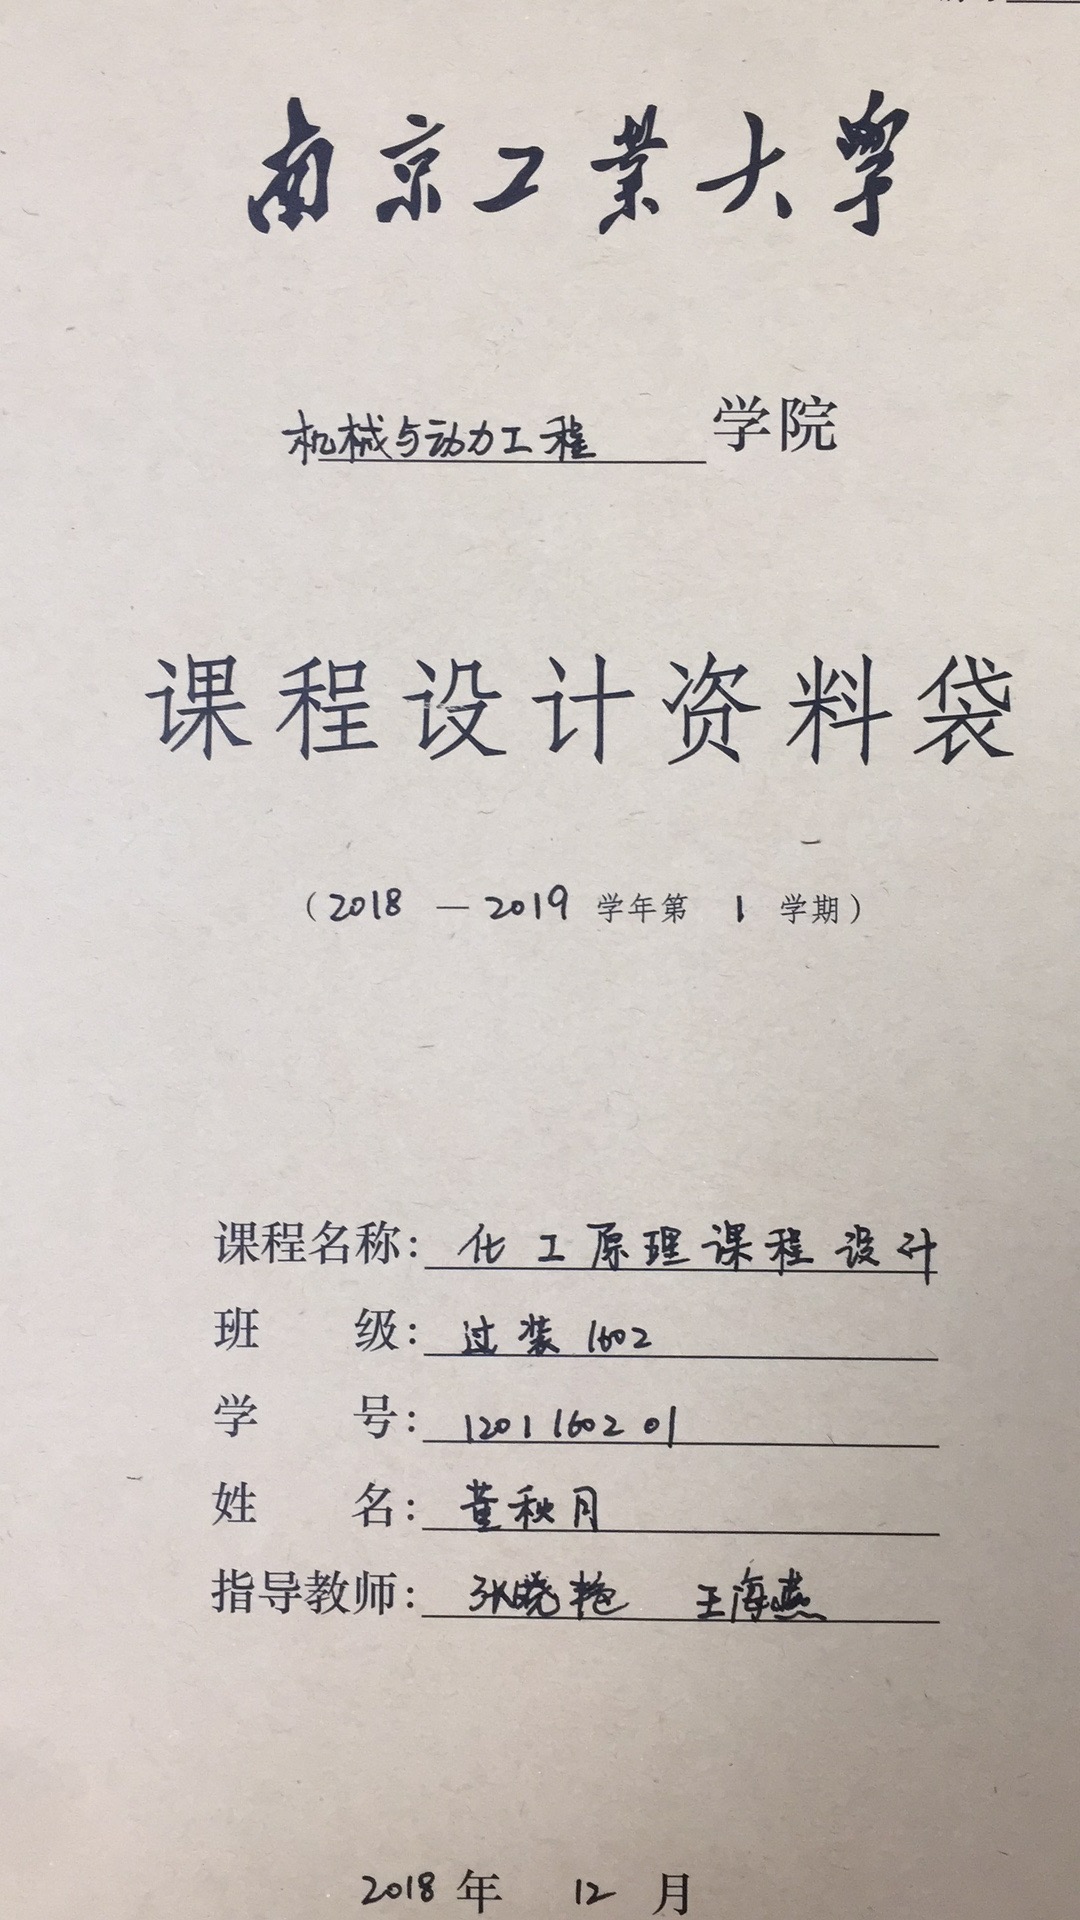 南京工業大學
机械与动力工程学院
课程设计资料袋
（2018 — 2019 学年第 1 学期）
课程名称：化工原理课程设计
班 级：过装1602
学 号：1201160201
姓 名：董秋月
指导教师：张晓艳 王海燕
2018 年 12 月